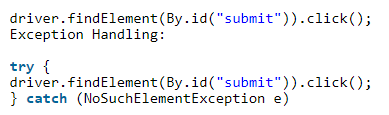 driver.findElement(By.id("submit")).click();
Exception Handling:
try {
driver.findElement(By.id("submit")).click();
} catch (NoSuchElementException e)